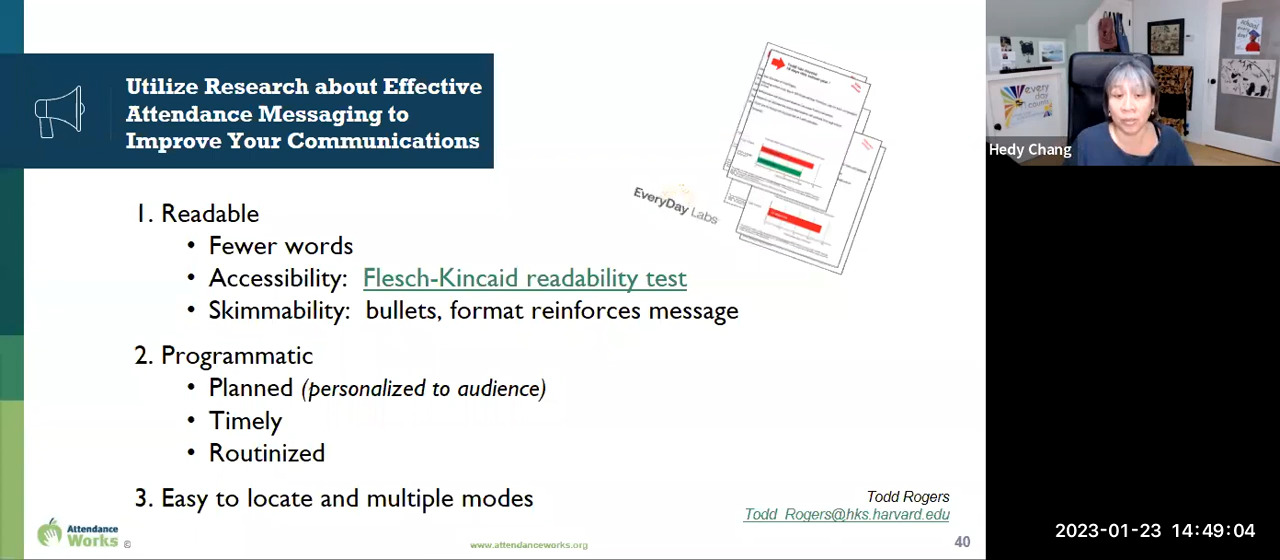 Utilize Research about Effective
Attendance Messaging to
Improve Your Communications
EveryDay Labs
1. Readable
• Fewer words
• Accessibility: Flesch-Kincaid readability test
• Skimmability: bullets, format reinforces message
2. Programmatic
• Planned (personalized to audience)
• Timely
• Routinized
3. Easy to locate and multiple modes
Todd Rogers
Todd_Rogers@hks.harvard.edu
Attendance
Works ©
www.attendanceworks.org
40
every
day
counts
Hedy Chang
2023-01-23 14:49:04